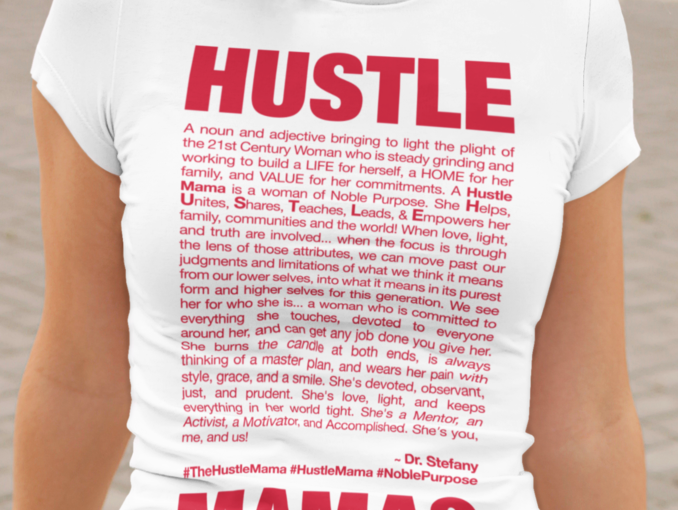 HUSTLE
A noun and adjective bringing to light the plight of
the 21st Century Woman who is steady grinding and
working to build a LIFE for herself, a HOME for her
family, and VALUE for her commitments. A Hustle
Mama is a woman of Noble Purpose. She Helps,
Unites, Shares, Teaches, Leads, & Empowers her
family, communities and the world! When love, light,
and truth are involved... when the focus is through
the lens of those attributes, we can move past our
judgments and limitations of what we think it means
from our lower selves, into what it means in its purest
form and higher selves for this generation. We see
her for who she is... a woman who is committed to
everything she touches, devoted to everyone
around her, and can get any job done you give her.
She burns the candle at both ends, is always
thinking of a master plan, and wears her pain with
style, grace, and a smile. She's devoted, observant,
just, and prudent. She's love, light, and keeps
everything in her world tight. She's a Mentor, an
Activist, a Motivator, and Accomplished. She's you,
me, and us!
~ Dr. Stefany
#TheHustleMama #HustleMama #NoblePurpose
MAMAS